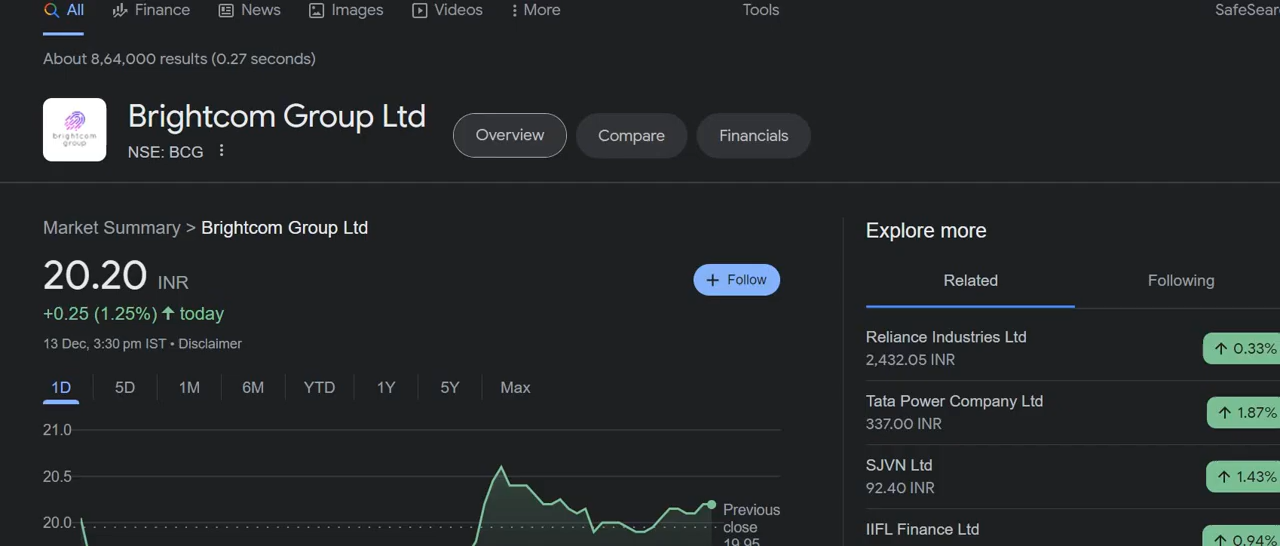 All Finance News Images Videos More Tools
About 8,64,000 results (0.27 seconds)
brightcom
group
Brightcom Group Ltd
NSE: BCG
Overview Compare Financials
Market Summary > Brightcom Group Ltd
20.20 INR
+0.25 (1.25%) today
13 Dec, 3:30 pm IST • Disclaimer
+ Follow
1D 5D 1M 6M YTD 1Y 5Y Max
21.0
20.5
20.0
Previous
close
19.95
Explore more
Related Following
Reliance Industries Ltd
2,432.05 INR
0.33%
Tata Power Company Ltd
337.00 INR
1.87%
SJVN Ltd
92.40 INR
1.43%
IIFL Finance Ltd
0.94%